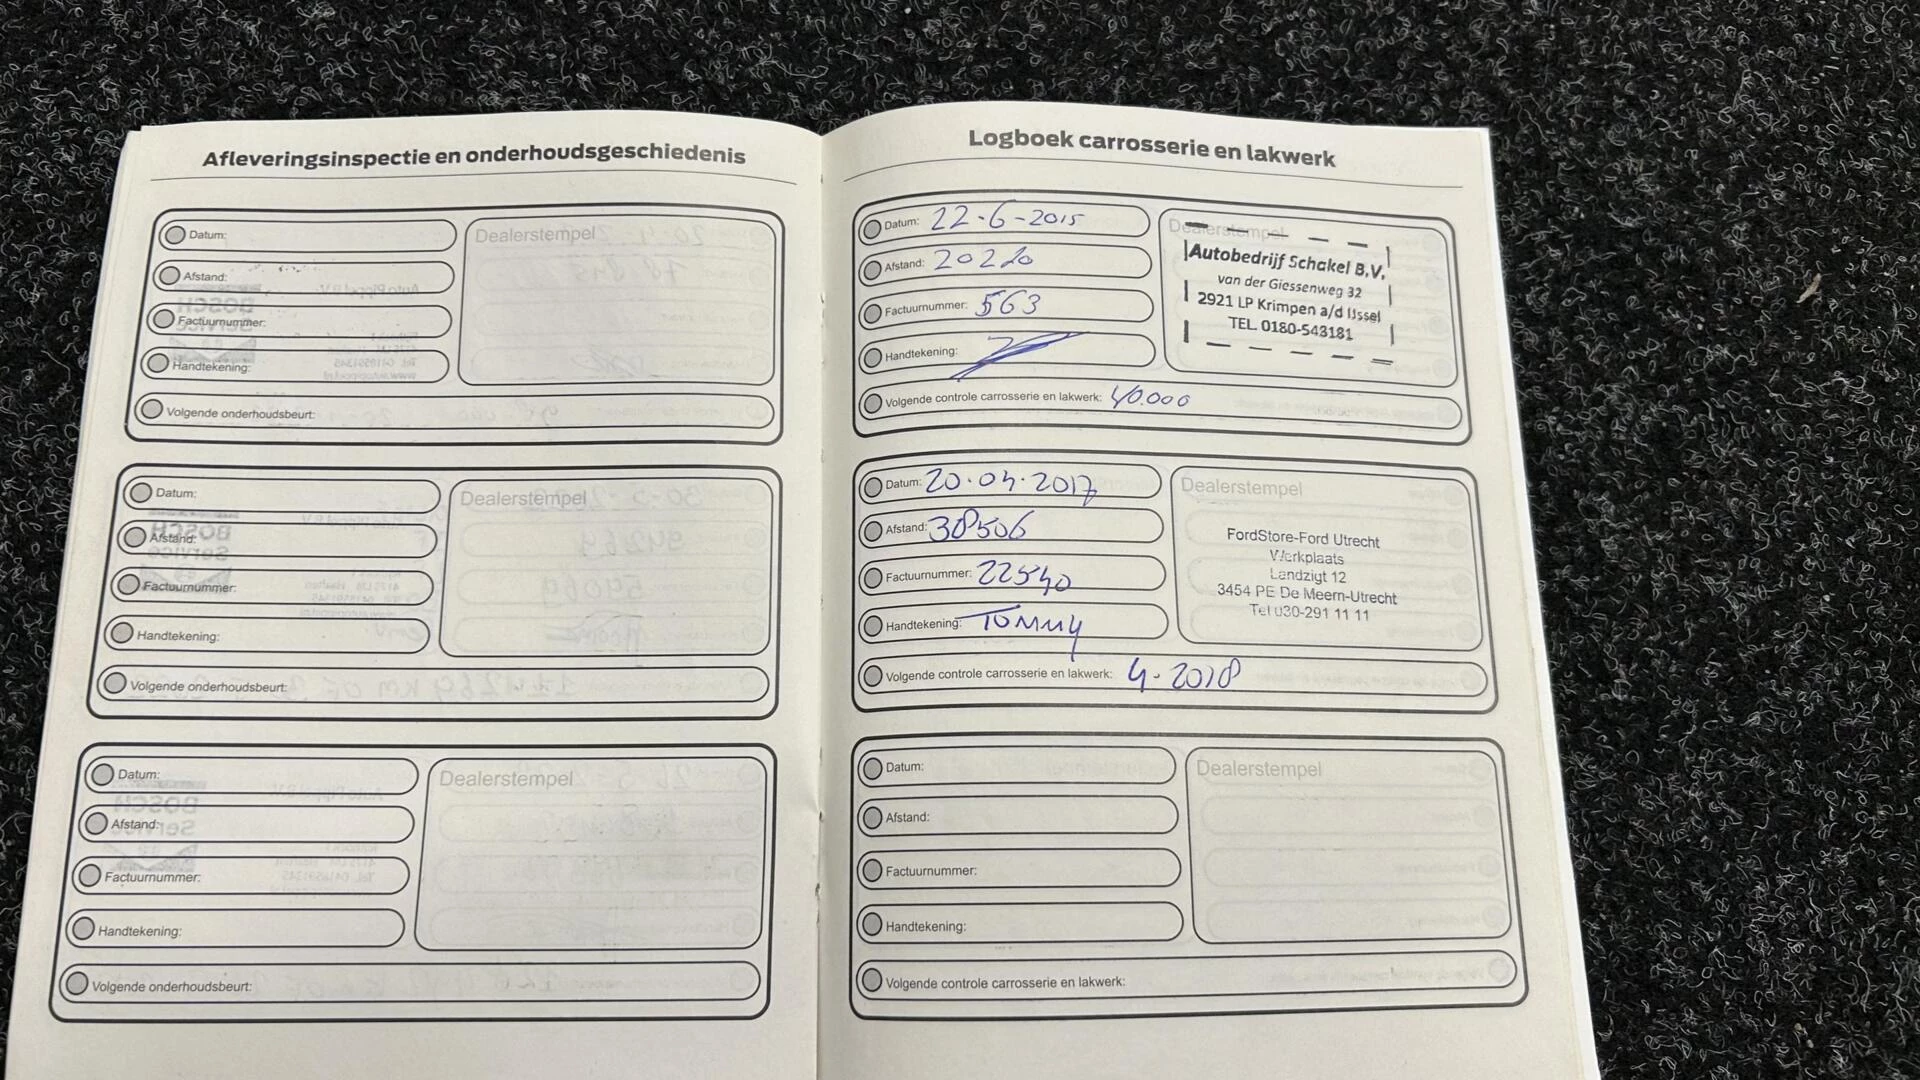 Afleveringsinspectie en onderhoudsgeschiedenis
Datum:
Afstand:
Factuurnummer:
Handtekening:
Dealerstempel
Volgende onderhoudsbeurt:
Datum:
Afstand:
Factuurnummer:
Handtekening:
Dealerstempel
Volgende onderhoudsbeurt:
Datum:
Afstand:
Factuurnummer:
Handtekening:
Dealerstempel
Volgende onderhoudsbeurt:
Logboek carrosserie en lakwerk
Datum: 22-6-2015
Afstand: 20220
Factuurnummer: 563
Handtekening:
Dealerstempel
Autobedrijf Schakel B.V.
van der Giessenweg 32
2921 LP Krimpen a/d IJssel
TEL. 0180-543181
Volgende controle carrosserie en lakwerk: 40.000
Datum: 20.04.2017
Afstand: 38506
Factuurnummer: 22540
Handtekening: Tommy
Dealerstempel
FordStore-Ford Utrecht
Werkplaats
Landzigt 12
3454 PE De Meern-Utrecht
Tel 030-291 11 11
Volgende controle carrosserie en lakwerk: 4.2018
Datum:
Afstand:
Factuurnummer:
Handtekening:
Dealerstempel
Volgende controle carrosserie en lakwerk: